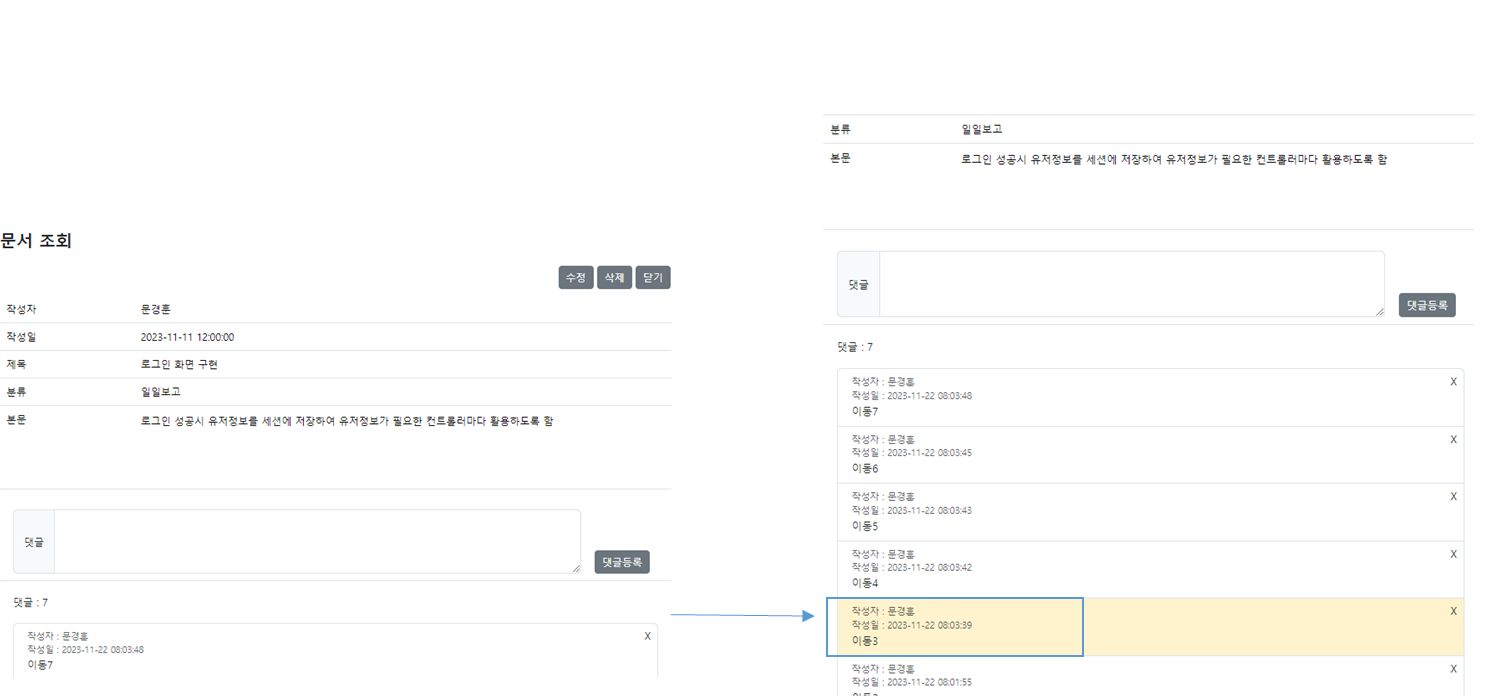 문서 조회
수정 삭제 닫기
작성자 문경훈
작성일 2023-11-11 12:00:00
제목 로그인 화면 구현
분류 일일보고
본문 로그인 성공시 유저정보를 세션에 저장하여 유저정보가 필요한 컨트롤러마다 활용하도록 함
댓글
댓글등록
댓글 : 7
작성자 : 문경훈 X
작성일 : 2023-11-22 08:03:48
이동7
분류 일일보고
본문 로그인 성공시 유저정보를 세션에 저장하여 유저정보가 필요한 컨트롤러마다 활용하도록 함
댓글
댓글등록
댓글 : 7
작성자 : 문경훈 X
작성일 : 2023-11-22 08:03:48
이동7
작성자 : 문경훈 X
작성일 : 2023-11-22 08:03:45
이동6
작성자 : 문경훈 X
작성일 : 2023-11-22 08:03:43
이동5
작성자 : 문경훈 X
작성일 : 2023-11-22 08:03:42
이동4
작성자 : 문경훈 X
작성일 : 2023-11-22 08:03:39
이동3
작성자 : 문경훈 X
작성일 : 2023-11-22 08:01:55